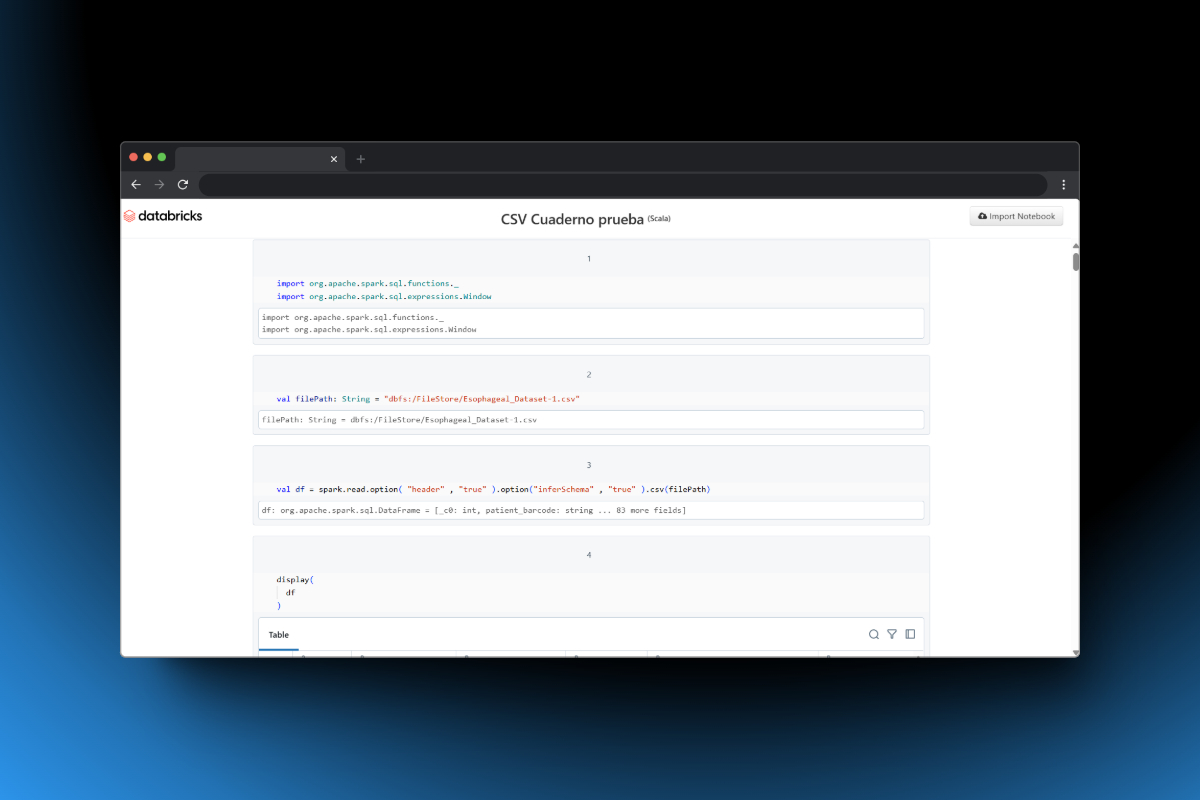 databricks
CSV Cuaderno prueba (Scala)
Import Notebook
1
import org.apache.spark.sql.functions._
import org.apache.spark.sql.expressions.Window
import org.apache.spark.sql.functions._
import org.apache.spark.sql.expressions.Window
2
val filePath: String = "dbfs:/FileStore/Esophageal_Dataset-1.csv"
filePath: String = dbfs:/FileStore/Esophageal_Dataset-1.csv
3
val df = spark.read.option( "header" , "true" ).option("inferSchema" , "true" ).csv(filePath)
df: org.apache.spark.sql.DataFrame = [_c0: int, patient_barcode: string ... 83 more fields]
4
display(
df
)
Table